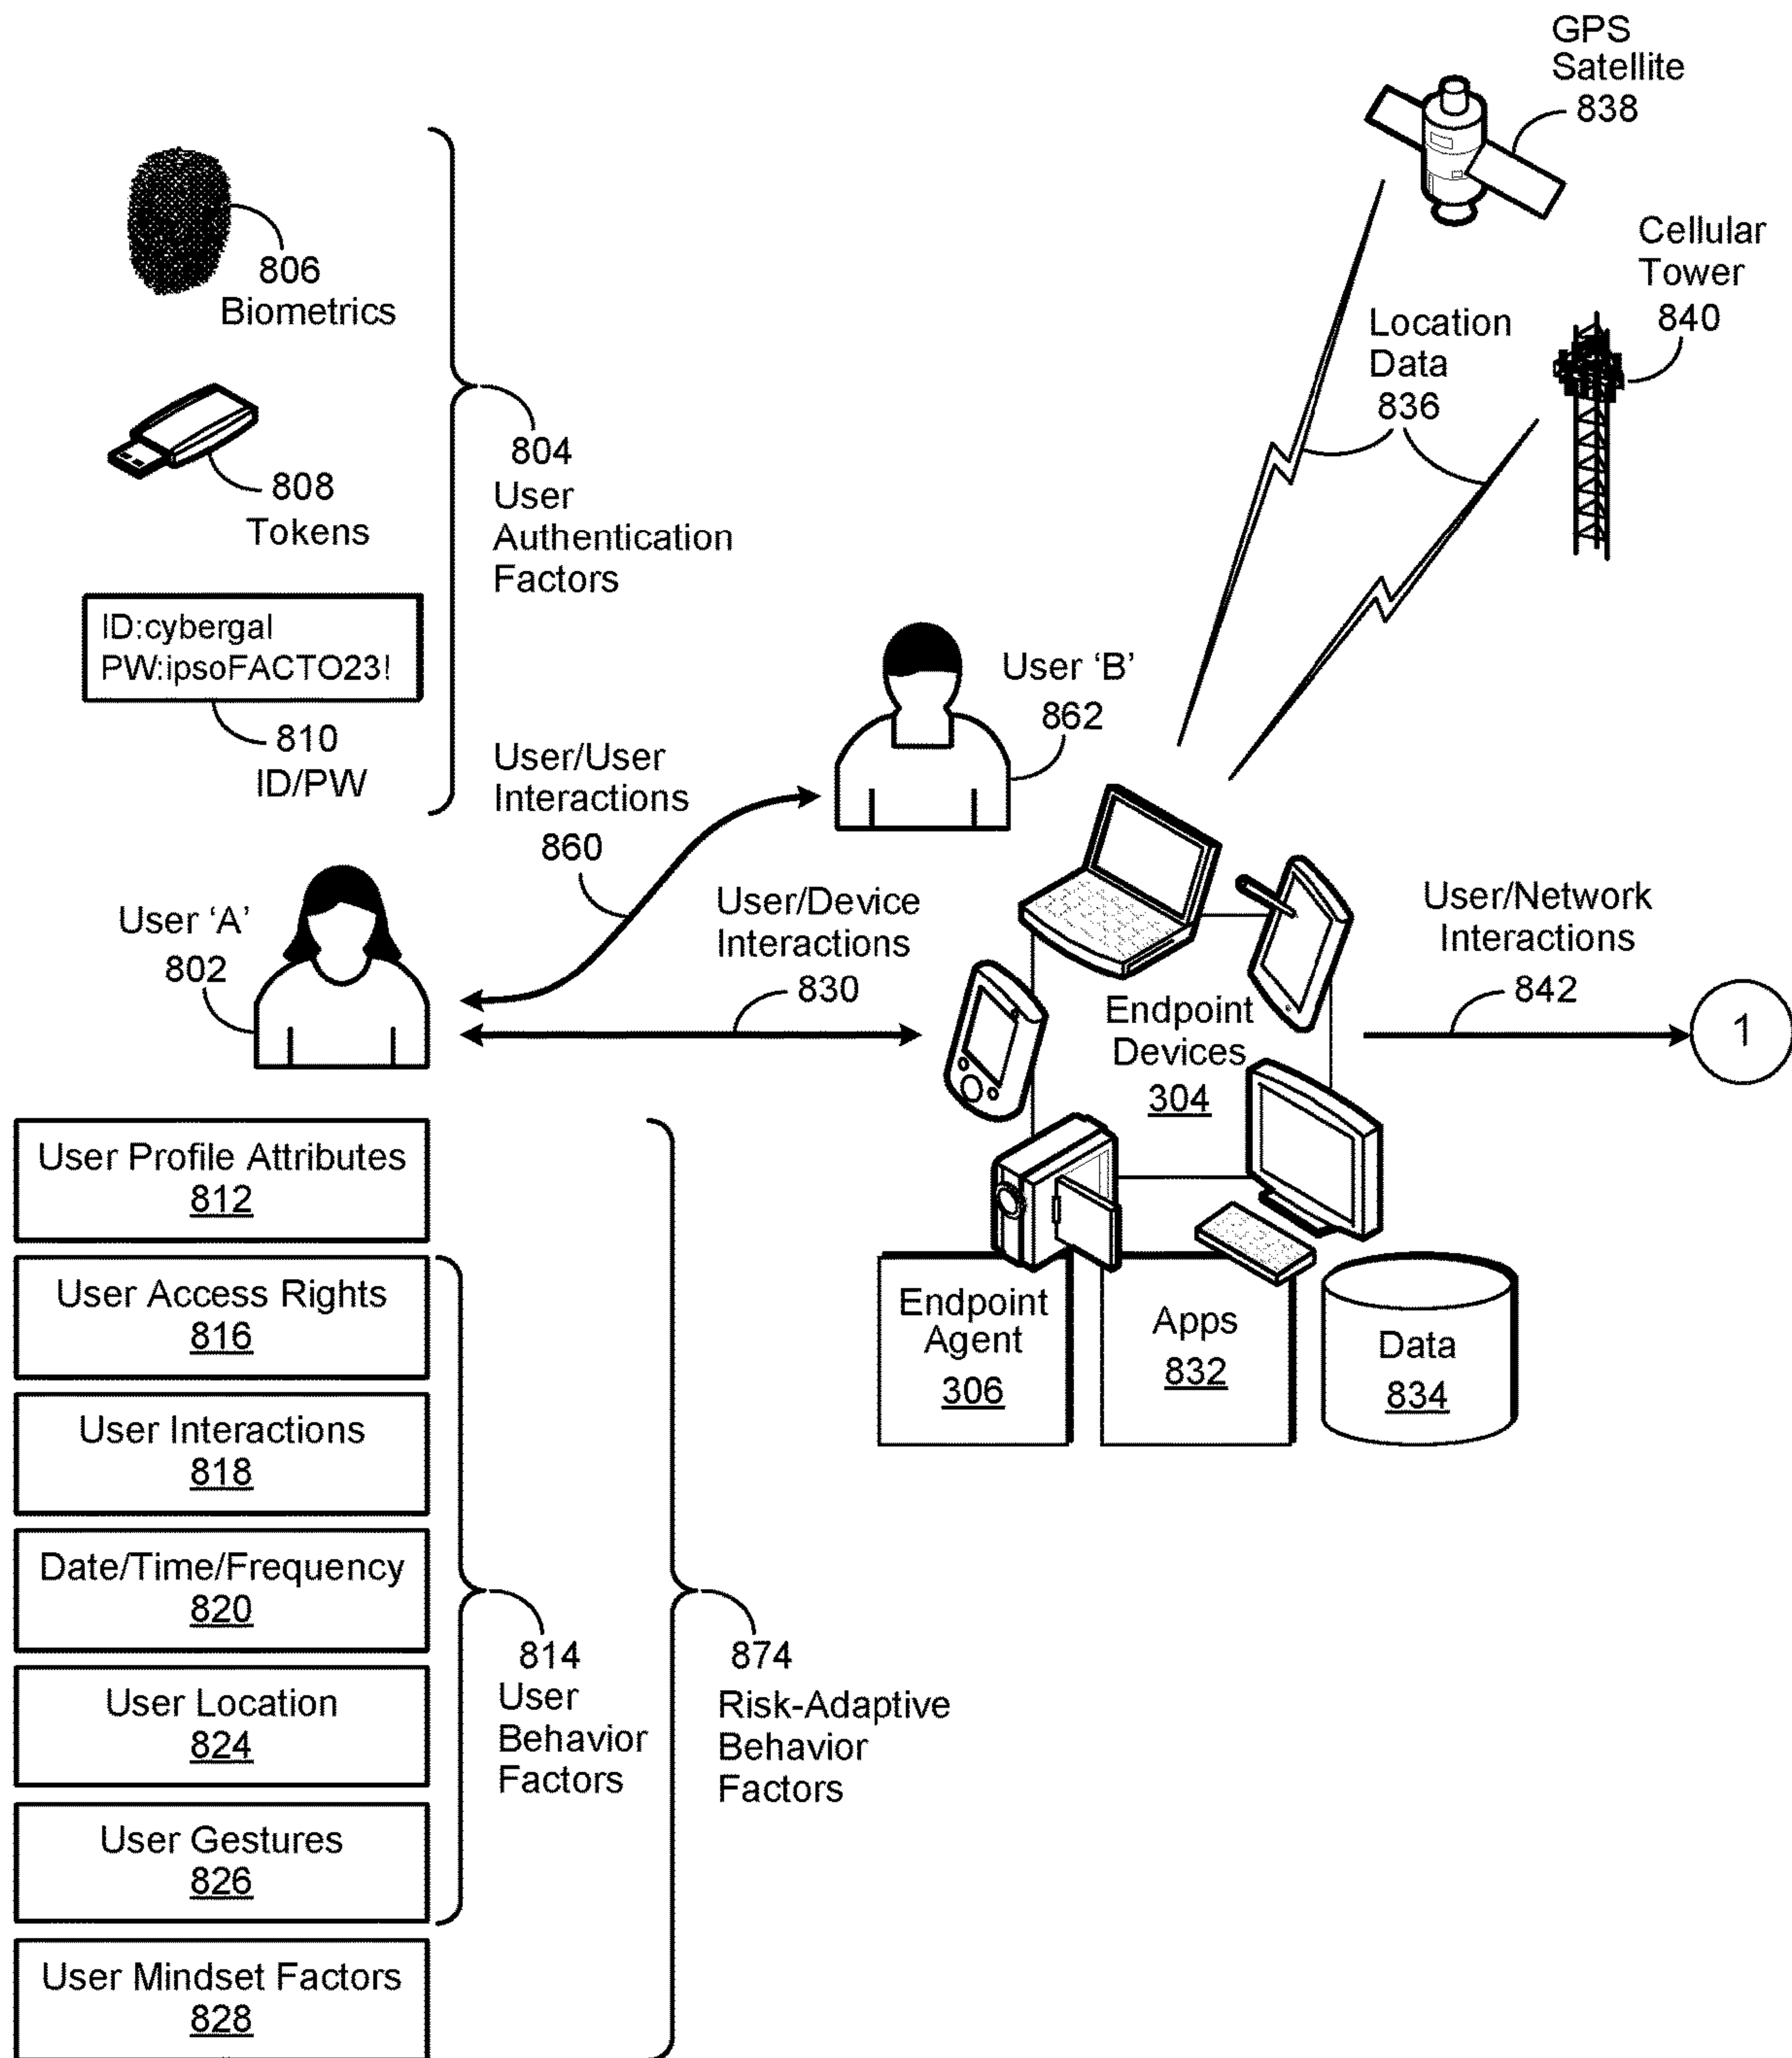 GPS
Satellite
838
Cellular
Tower
840
Location
Data
836
806
Biometrics
808
Tokens
ID:cybergal
PW:ipsoFACTO23!
810
ID/PW
804
User
Authentication
Factors
User 'B'
862
User/User
Interactions
860
User 'A'
802
User/Device
Interactions
830
User/Network
Interactions
842
1
Endpoint
Devices
304
Endpoint
Agent
306
Apps
832
Data
834
User Profile Attributes
812
User Access Rights
816
User Interactions
818
Date/Time/Frequency
820
User Location
824
User Gestures
826
User Mindset Factors
828
814
User
Behavior
Factors
874
Risk-Adaptive
Behavior
Factors